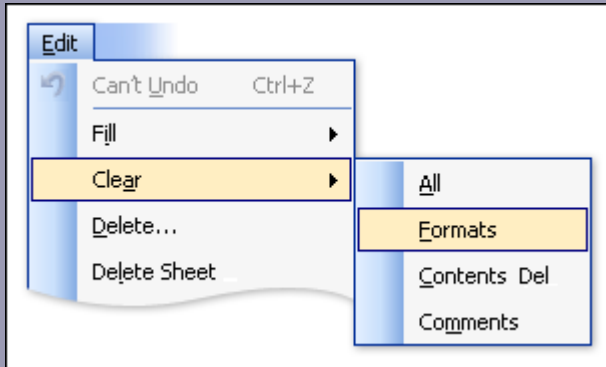 Edit
Can't Undo Ctrl+Z
Fill
Clear
Delete...
Delete Sheet
All
Formats
Contents Del
Comments